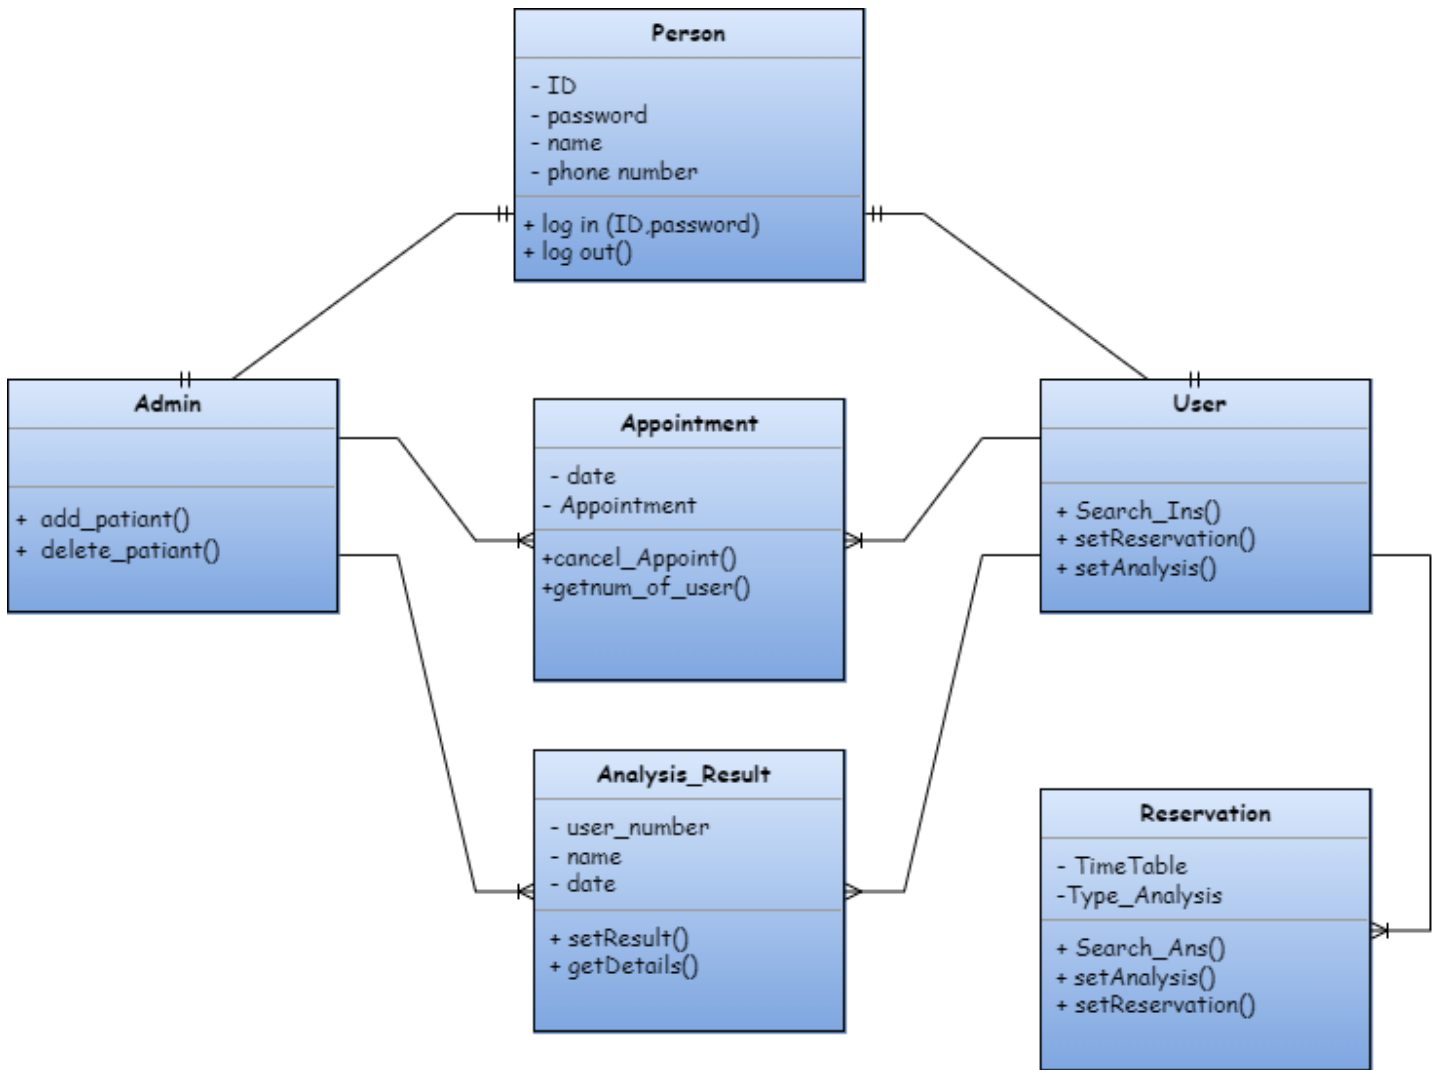 Person
- ID
- password
- name
- phone number
+ log in (ID,password)
+ log out()
Admin
+ add_patiant()
+ delete_patiant()
Appointment
- date
- Appointment
+cancel_Appoint()
+getnum_of_user()
User
+ Search_Ins()
+ setReservation()
+ setAnalysis()
Analysis_Result
- user_number
- name
- date
+ setResult()
+ getDetails()
Reservation
- TimeTable
-Type_Analysis
+ Search_Ans()
+ setAnalysis()
+ setReservation()